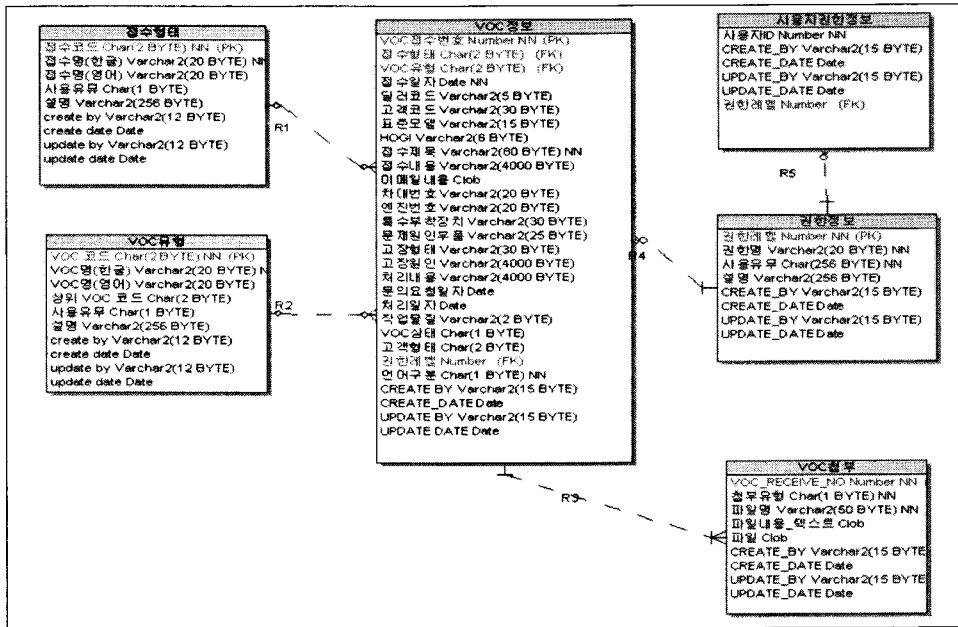 접수형태
접수코드 Char(2 BYTE) NN (PK)
접수명(한글) Varchar2(20 BYTE) NN
접수명(영어) Varchar2(20 BYTE)
사용유무 Char(1 BYTE)
설명 Varchar2(256 BYTE)
create by Varchar2(12 BYTE)
create date Date
update by Varchar2(12 BYTE)
update date Date
R1
VOC유형
VOC 코드 Char(2 BYTE) NN (PK)
VOC명(한글) Varchar2(20 BYTE) N
VOC명(영어) Varchar2(20 BYTE)
상위 VOC 코드 Char(2 BYTE)
사용유무 Char(1 BYTE)
설명 Varchar2(256 BYTE)
create by Varchar2(12 BYTE)
create date Date
update by Varchar2(12 BYTE)
update date Date
R2
VOC정보
VOC접수번호 Number NN (PK)
접수형태 Char(2 BYTE) (FK)
VOC유형 Char(2 BYTE) (FK)
접수일자 Date NN
딜러코드 Varchar2(5 BYTE)
고객코드 Varchar2(30 BYTE)
표준모델 Varchar2(15 BYTE)
HOGI Varchar2(6 BYTE)
접수제목 Varchar2(80 BYTE) NN
접수내용 Varchar2(4000 BYTE)
이메일내용 Clob
차대번호 Varchar2(20 BYTE)
엔진번호 Varchar2(20 BYTE)
특수부착장치 Varchar2(30 BYTE)
문제원인부품 Varchar2(25 BYTE)
고장형태 Varchar2(30 BYTE)
고장원인 Varchar2(4000 BYTE)
처리내용 Varchar2(4000 BYTE)
문의요청일자 Date
처리일자 Date
작업물질 Varchar2(2 BYTE)
VOC상태 Char(1 BYTE)
고객형태 Char(2 BYTE)
권한레벨 Number (FK)
언어구분 Char(1 BYTE) NN
CREATE BY Varchar2(15 BYTE)
CREATE_DATE Date
UPDATE BY Varchar2(15 BYTE)
UPDATE DATE Date
R3
R4
사용자권한정보
사용자ID Number NN
CREATE_BY Varchar2(15 BYTE)
CREATE_DATE Date
UPDATE_BY Varchar2(15 BYTE)
UPDATE_DATE Date
권한레벨 Number (FK)
R5
권한정보
권한레벨 Number NN (PK)
권한명 Varchar2(20 BYTE) NN
사용유무 Char(256 BYTE) NN
설명 Varchar2(256 BYTE)
CREATE_BY Varchar2(15 BYTE)
CREATE_DATE Date
UPDATE_BY Varchar2(15 BYTE)
UPDATE_DATE Date
VOC첨부
VOC_RECEIVE_NO Number NN
첨부유형 Char(1 BYTE) NN
파일명 Varchar2(50 BYTE) NN
파일내용_텍스트 Clob
파일 Clob
CREATE_BY Varchar2(15 BYTE
CREATE_DATE Date
UPDATE_BY Varchar2(15 BYTE
UPDATE_DATE Date